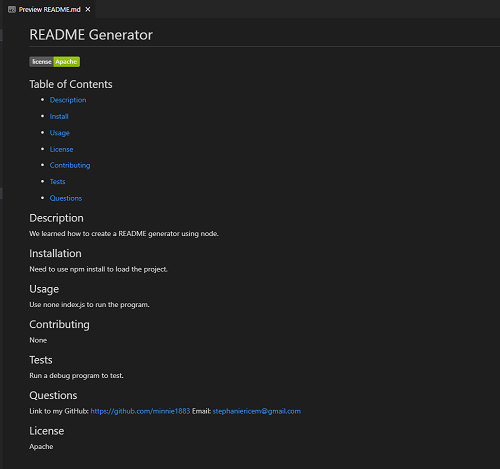 Preview README.md
README Generator
license Apache
Table of Contents
Description
Install
Usage
License
Contributing
Tests
Questions
Description
We learned how to create a README generator using node.
Installation
Need to use npm install to load the project.
Usage
Use none index.js to run the program.
Contributing
None
Tests
Run a debug program to test.
Questions
Link to my GitHub: https://github.com/minnie1883 Email: stephaniericem@gmail.com
License
Apache